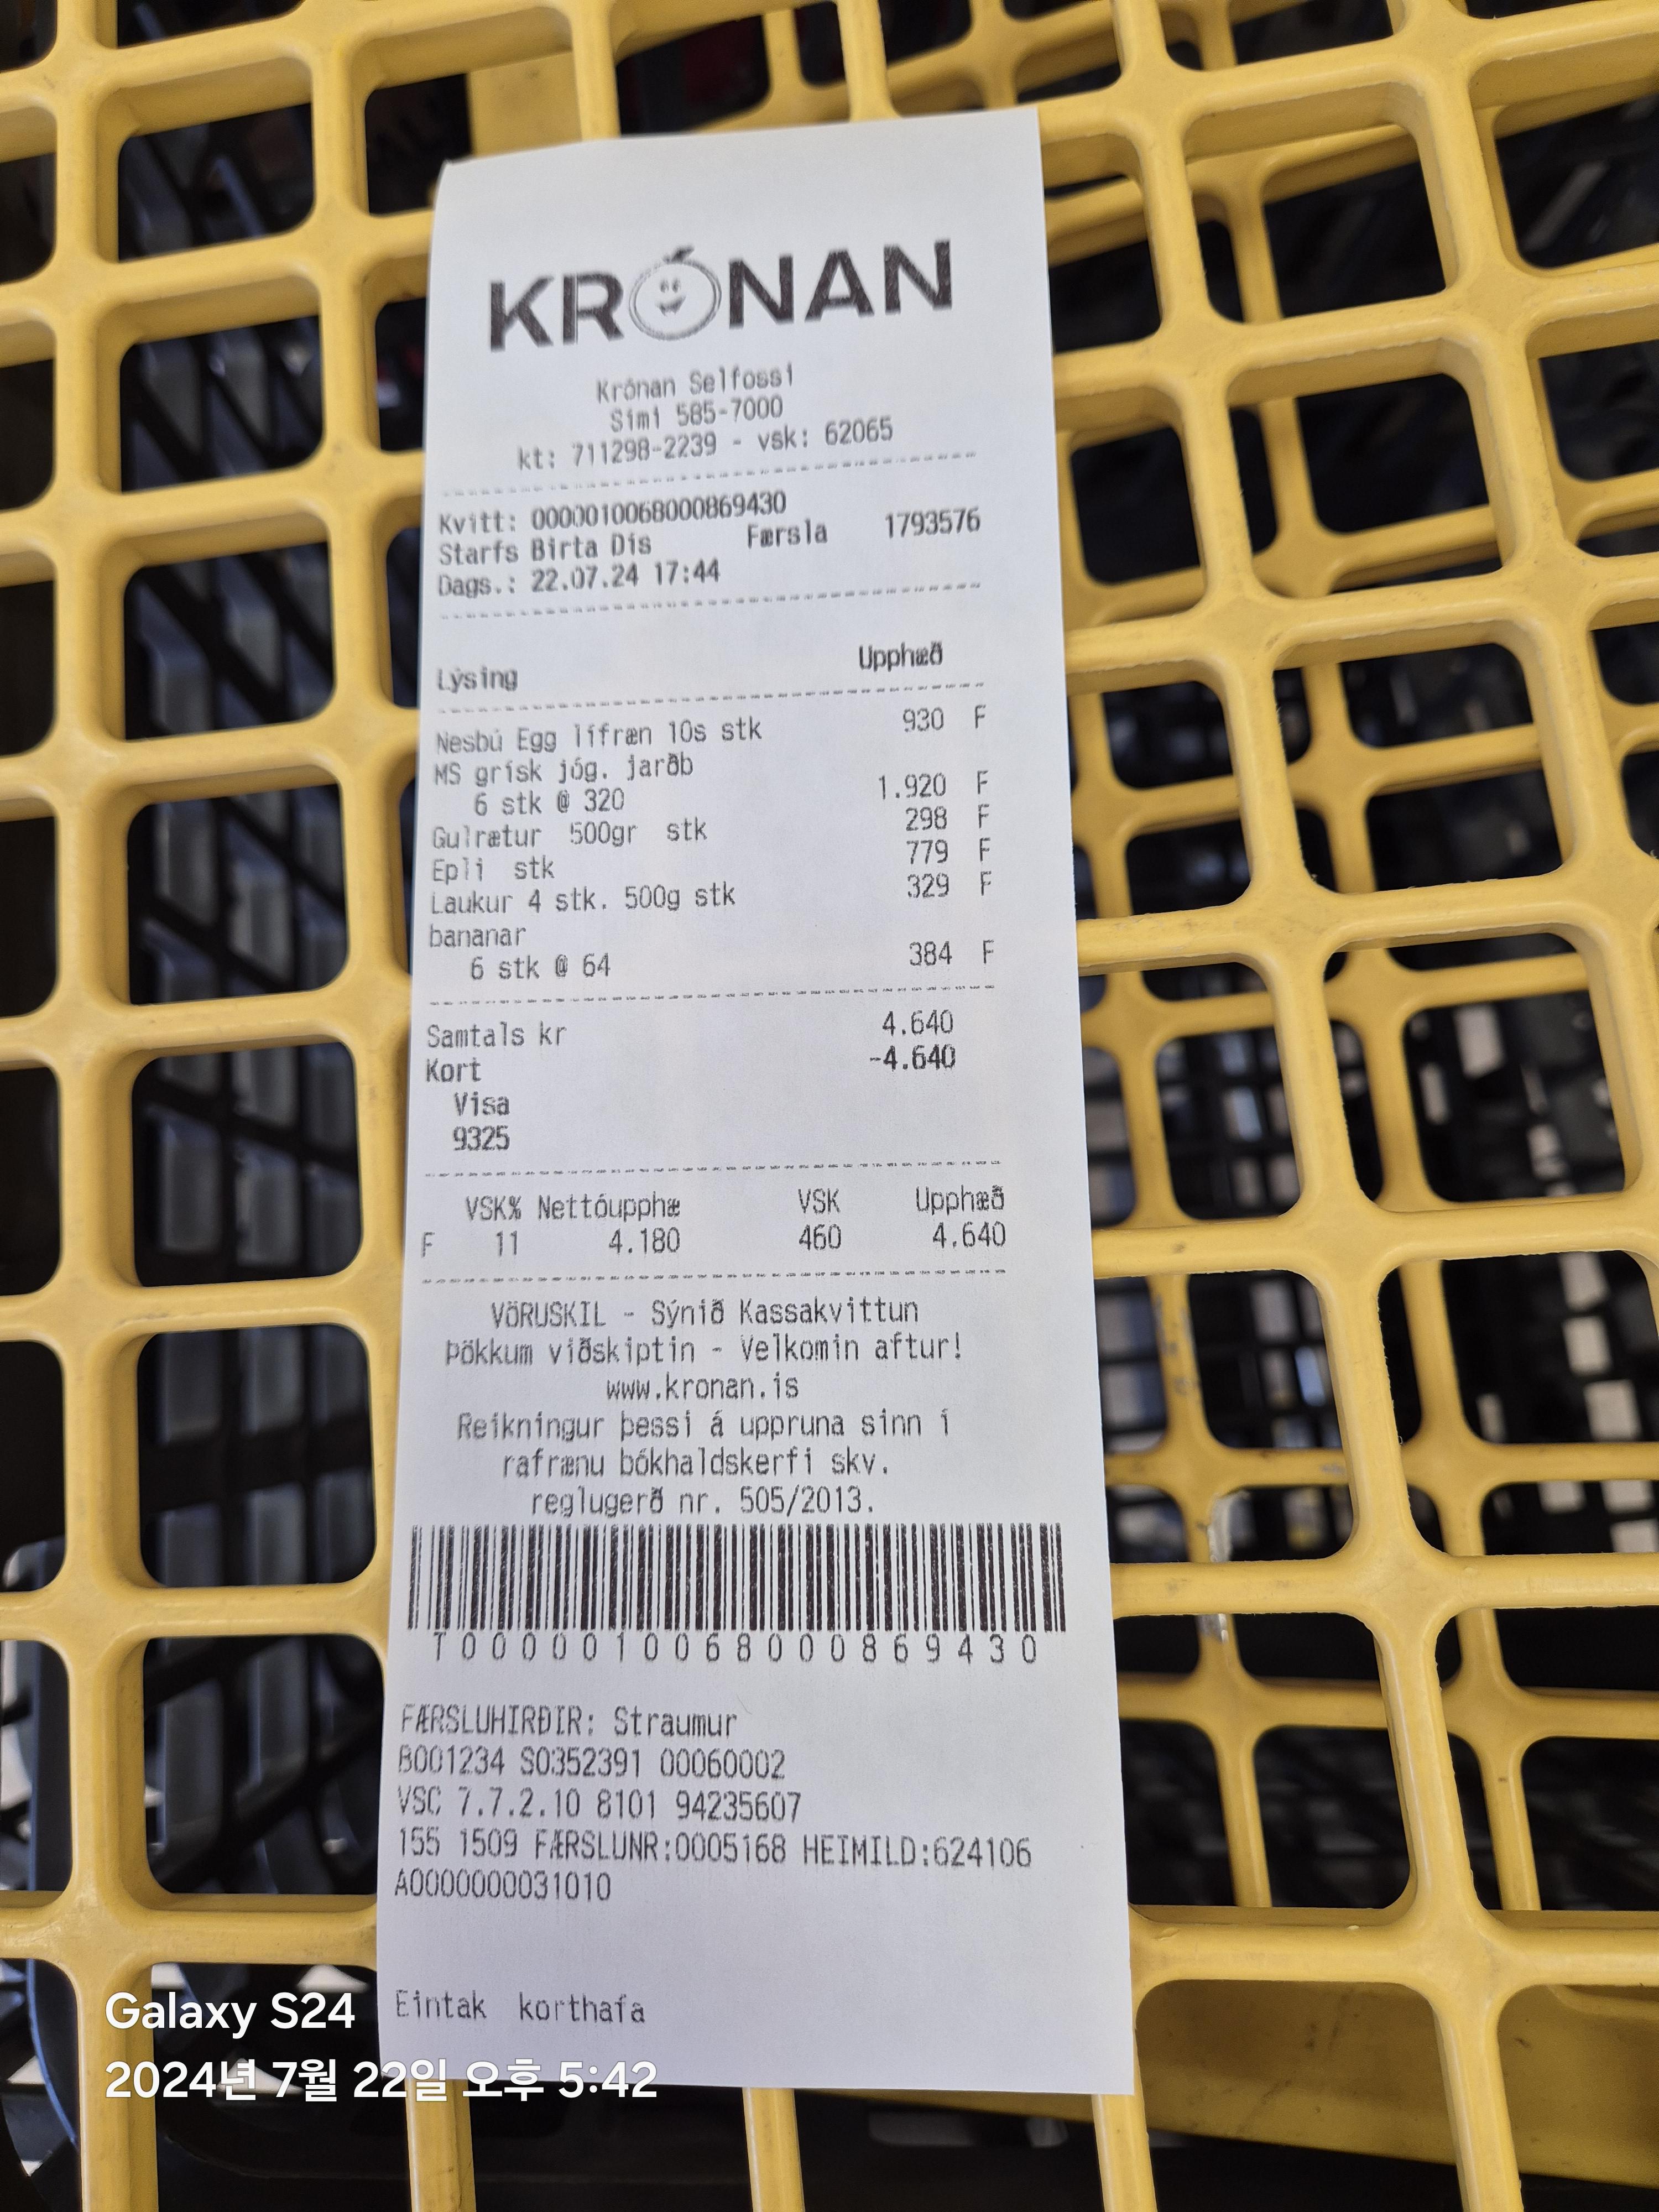 KRÓNAN
Krónan Selfossi
Sími 585-7000
kt: 711298-2239 - vsk: 62065
Kvitt: 0000010068000869430
Starfs Birta Dís Færsla 1793576
Dags.: 22.07.24 17:44
Lýsing Upphæð
Nesbú Egg lífræn 10s stk 930 F
MS grísk jóg. jarðb
6 stk @ 320 1.920 F
Gulrætur 500gr stk 298 F
Epli stk 779 F
Laukur 4 stk. 500g stk 329 F
bananar
6 stk @ 64 384 F
Samtals kr 4.640
Kort -4.640
Visa
9325
VSK% Nettóupphæ VSK Upphæð
F 11 4.180 460 4.640
VÖRUSKIL - Sýnið Kassakvittun
Þökkum viðskiptin - Velkomin aftur!
www.kronan.is
Reikningur þessi á uppruna sinn í
rafrænu bókhaldskerfi skv.
reglugerð nr. 505/2013.
T0000010068000869430
FÆRSLUHIRÐIR: Straumur
B001234 S0352391 00060002
VSC 7.7.2.10 8101 94235607
155 1509 FÆRSLUNR:0005168 HEIMILD:624106
A0000000031010
Eintak korthafa
Galaxy S24
2024년 7월 22일 오후 5:42